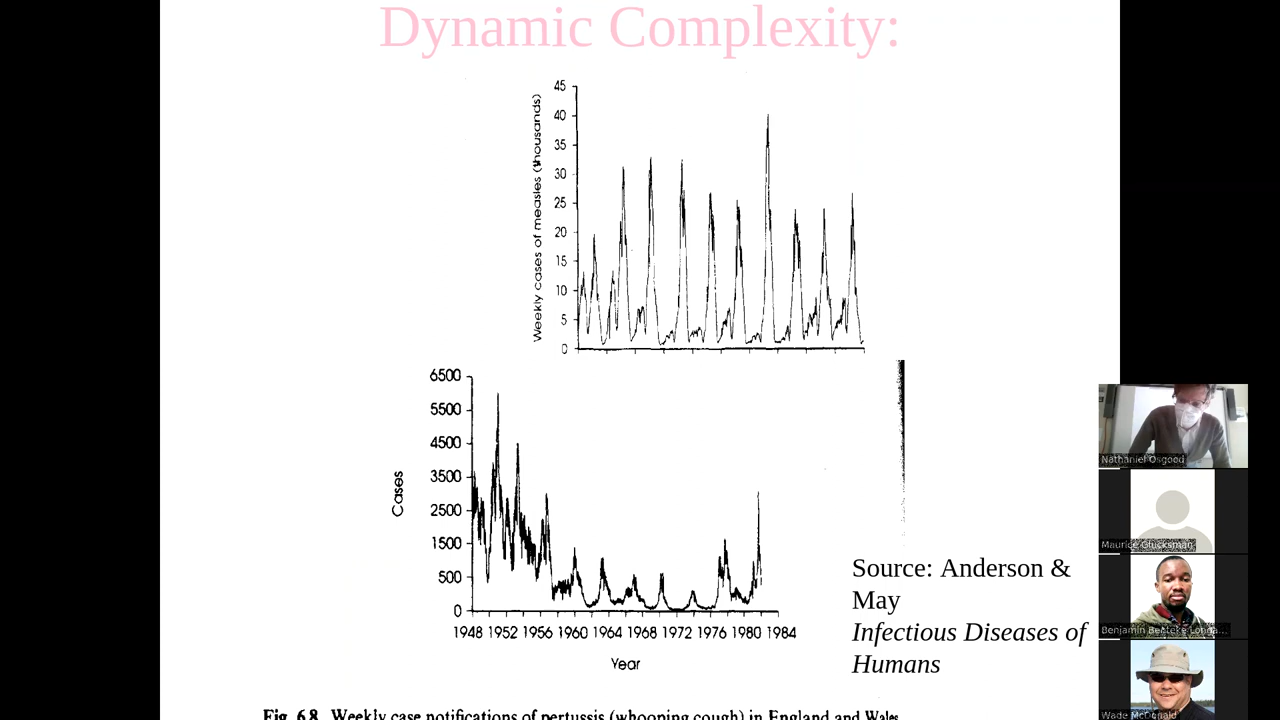 Dynamic Complexity:
Weekly cases of measles (thousands)
45
40
35
30
25
20
15
10
5
0
6500
5500
4500
3500
2500
1500
500
0
Cases
1948 1952 1956 1960 1964 1968 1972 1976 1980 1984
Year
Source: Anderson &
May
Infectious Diseases of
Humans
Fig. 6.8 Weekly case notifications of pertussis (whooping cough) in England and Wales
Nathaniel Osgood
Maurice Glucksman
Benjamin
Wade McDonald